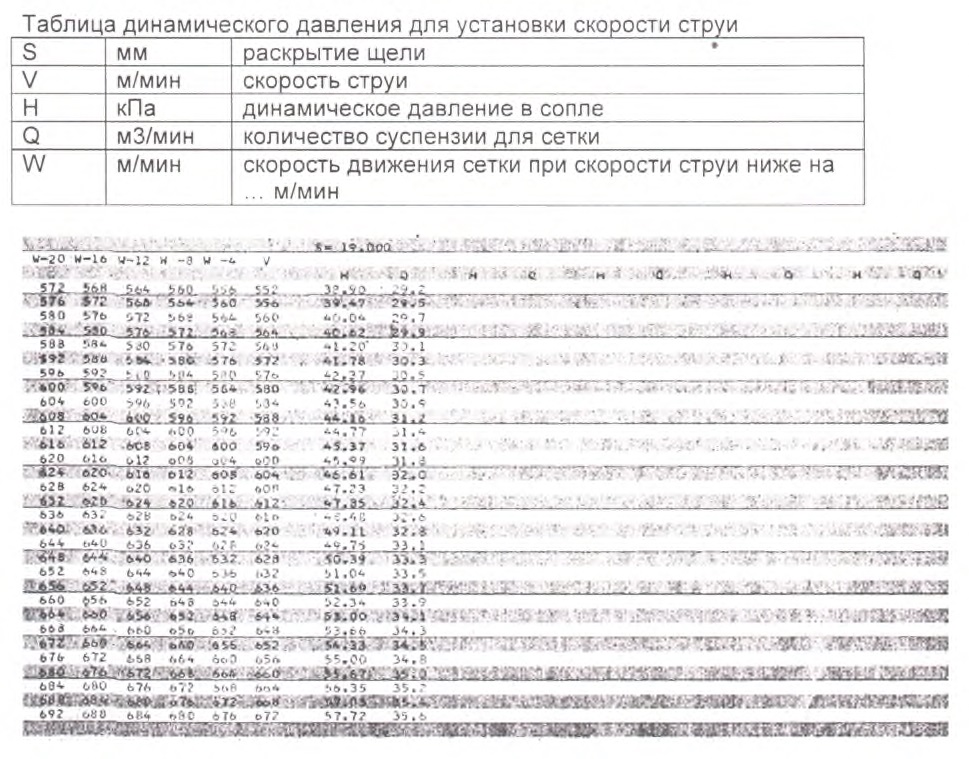 Таблица динамического давления для установки скорости струи
S мм раскрытие щели
V м/мин скорость струи
H кПа динамическое давление в сопле
Q м3/мин количество суспензии для сетки
W м/мин скорость движения сетки при скорости струи ниже на
... м/мин
S= 19.000
W-20 W-16 W-12 W -8 W -4 V
H Q H Q H Q H Q H Q
572 568 564 560 556 552 38.90 29.2
576 572 568 564 560 556 39.47 29.5
580 576 572 568 564 560 40.04 29.7
584 580 576 572 568 564 40.62 29.9
588 584 580 576 572 568 41.20 30.1
592 588 584 580 576 572 41.78 30.3
596 592 584 580 576 42.37 30.5
600 596 592 588 584 580 42.96 30.7
604 600 596 592 588 584 43.56 30.9
608 604 600 596 592 588 44.16 31.2
612 608 604 600 596 592 44.77 31.4
616 612 608 604 600 596 45.37 31.6
620 616 612 608 604 600 45.99 31.8
624 620 616 612 608 604 46.61 32.0
628 624 620 616 612 608 47.23 32.2
632 628 624 620 616 612 47.85 32.4
636 632 628 624 620 616 48.48 32.6
640 636 632 628 624 620 49.11 32.8
644 640 636 632 628 624 49.75 33.1
648 644 640 636 632 628 50.39 33.3
652 648 644 640 636 632 51.04 33.5
656 652 648 644 640 636 51.69 33.7
660 656 652 648 644 640 52.34 33.9
664 660 656 652 648 644 53.00 34.1
668 664 660 656 652 648 53.66 34.3
672 668 664 660 656 652 54.33 34.5
676 672 668 664 660 656 55.00 34.8
680 676 672 668 664 660 55.67 35.0
684 680 676 672 668 664 56.35 35.2
688 684 680 676 672 668 35.4
692 688 684 680 676 672 57.72 35.6